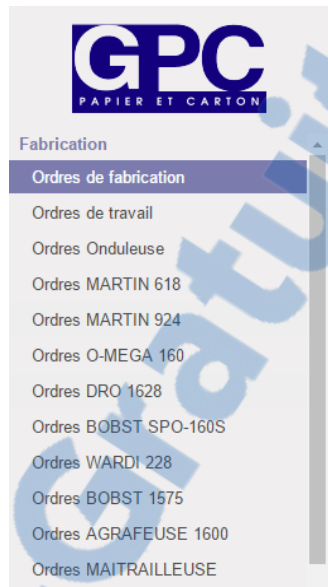 GPC
PAPIER ET CARTON
Fabrication
Ordres de fabrication
Ordres de travail
Ordres Onduleuse
Ordres MARTIN 618
Ordres MARTIN 924
Ordres O-MEGA 160
Ordres DRO 1628
Ordres BOBST SPO-160S
Ordres WARDI 228
Ordres BOBST 1575
Ordres AGRAFEUSE 1600
Ordres MAITRAILLEUSE
Gratuit